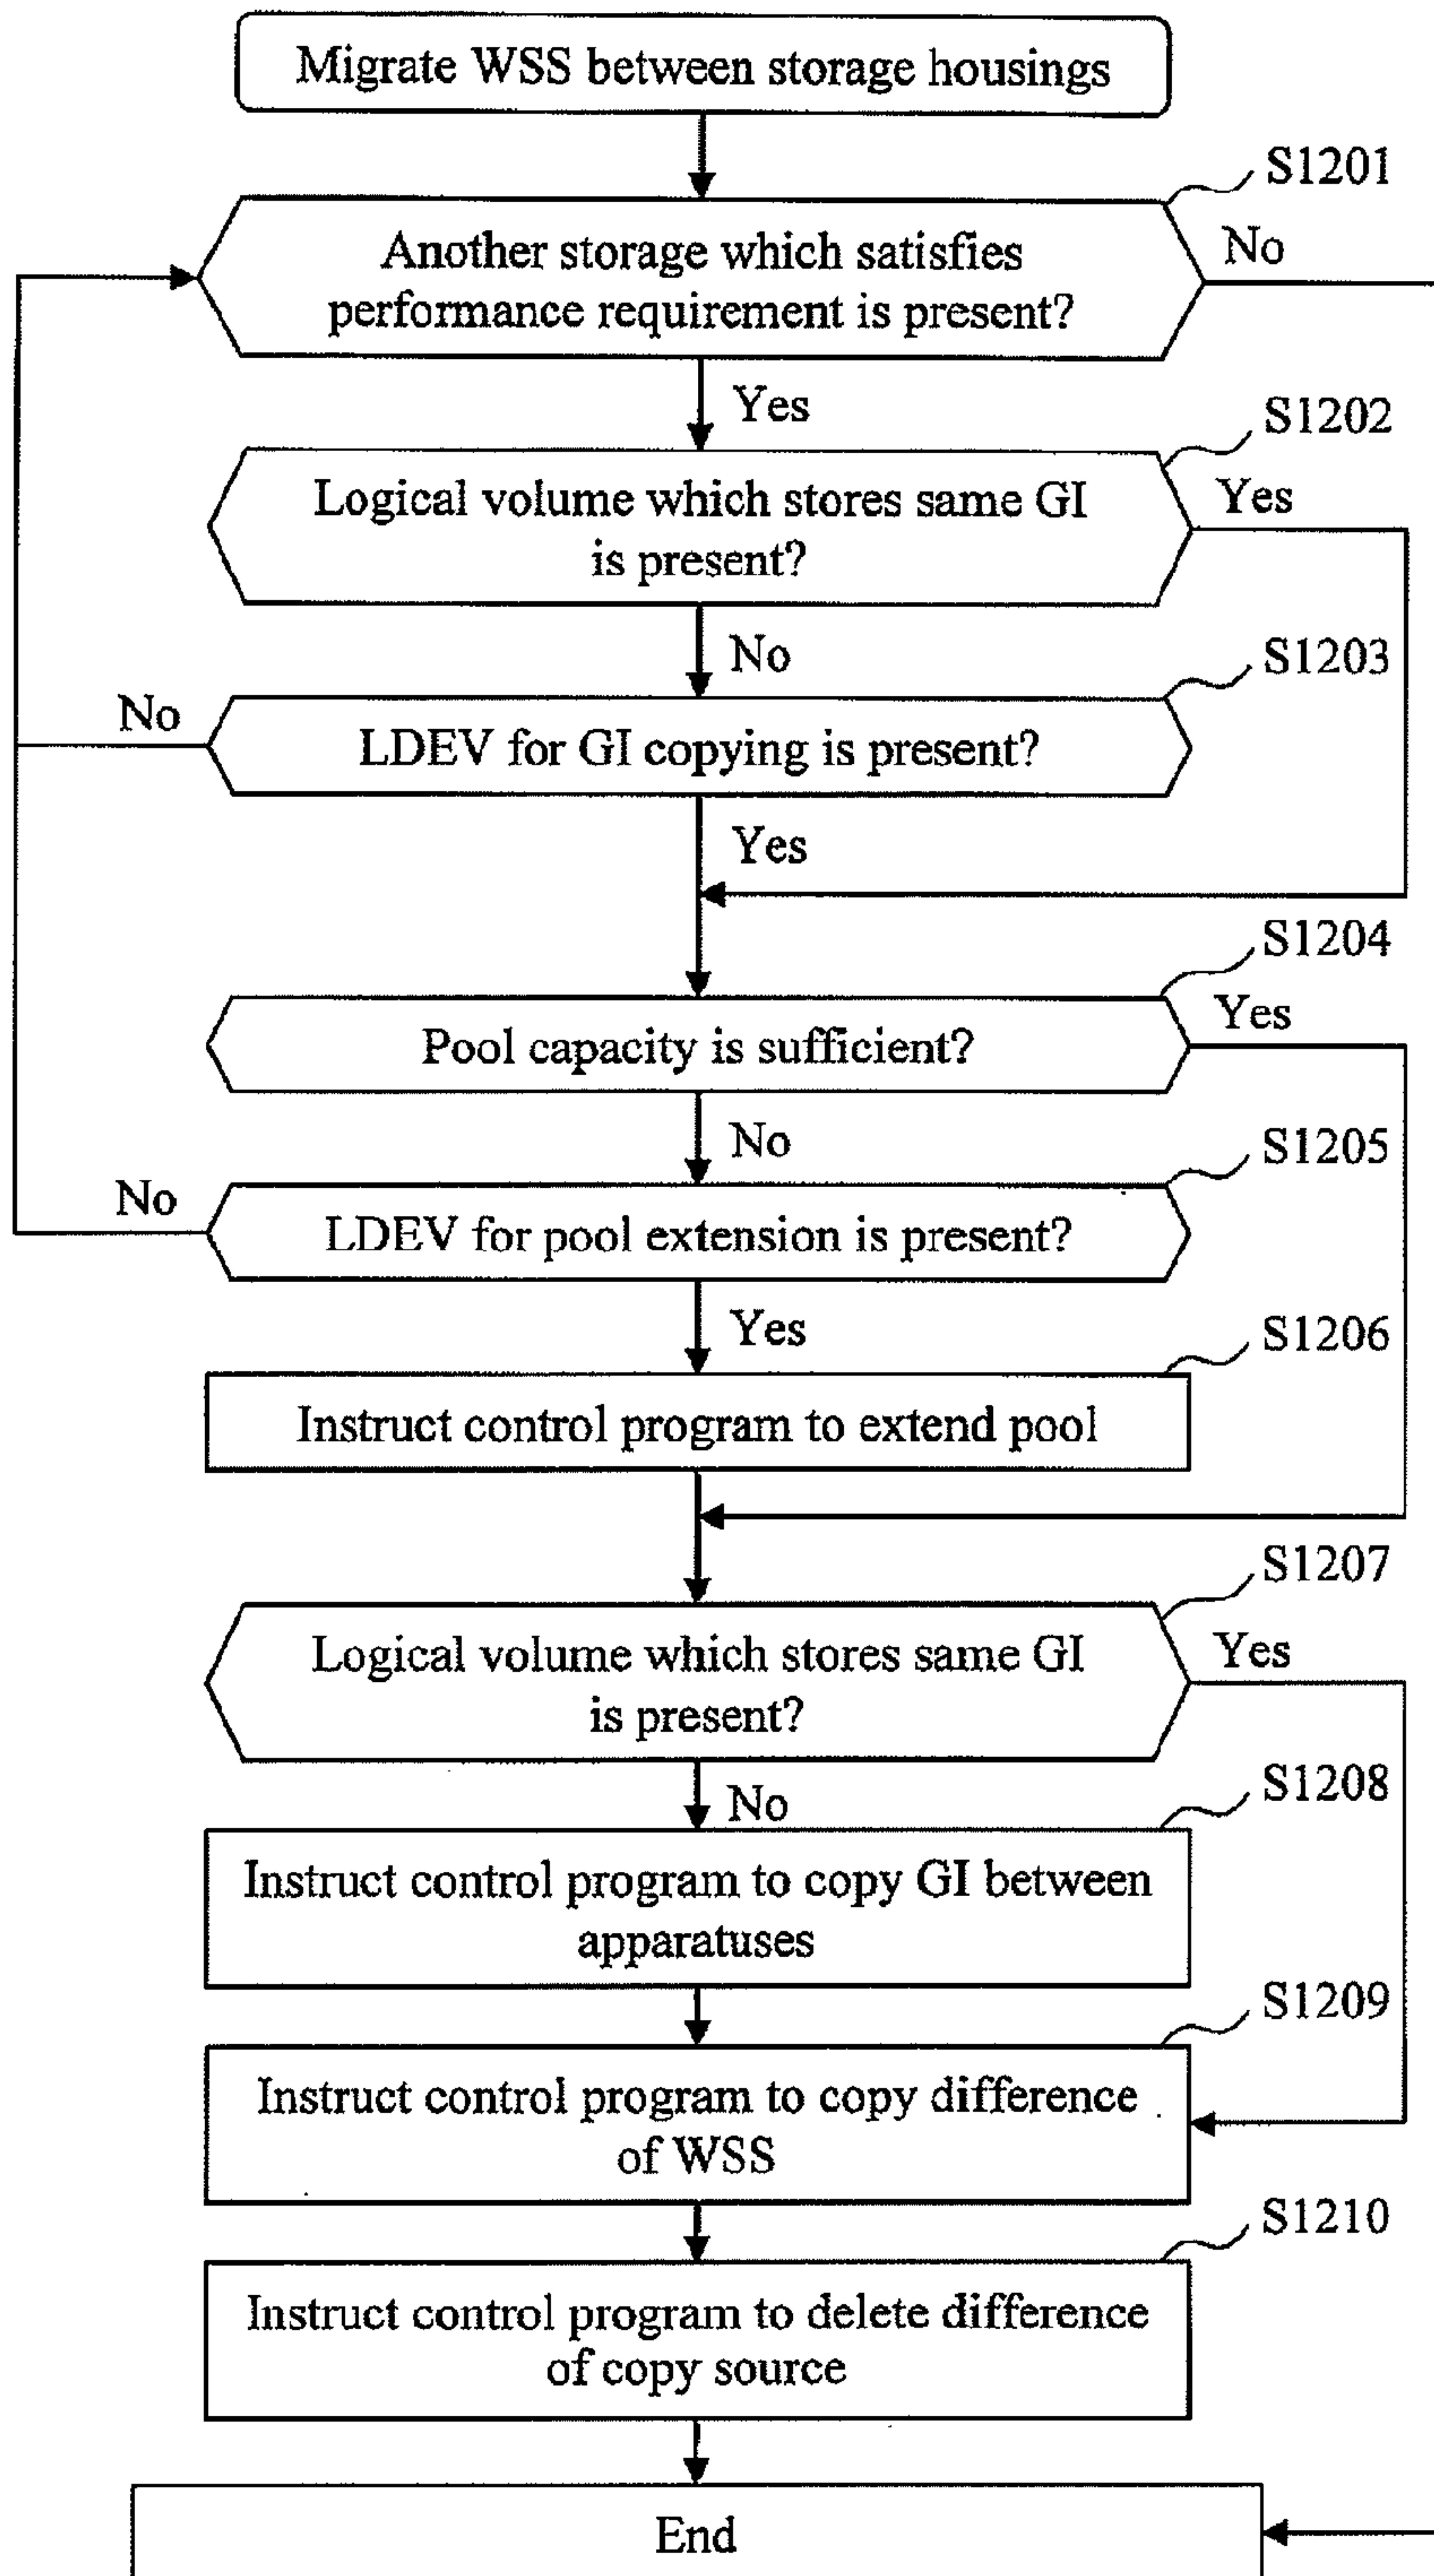 Migrate WSS between storage housings
S1201
Another storage which satisfies
performance requirement is present?
No
Yes
S1202
Logical volume which stores same GI
is present?
Yes
No
S1203
No
LDEV for GI copying is present?
Yes
S1204
Pool capacity is sufficient?
Yes
No
S1205
No
LDEV for pool extension is present?
Yes
S1206
Instruct control program to extend pool
S1207
Logical volume which stores same GI
is present?
Yes
No
S1208
Instruct control program to copy GI between
apparatuses
S1209
Instruct control program to copy difference
of WSS
S1210
Instruct control program to delete difference
of copy source
End